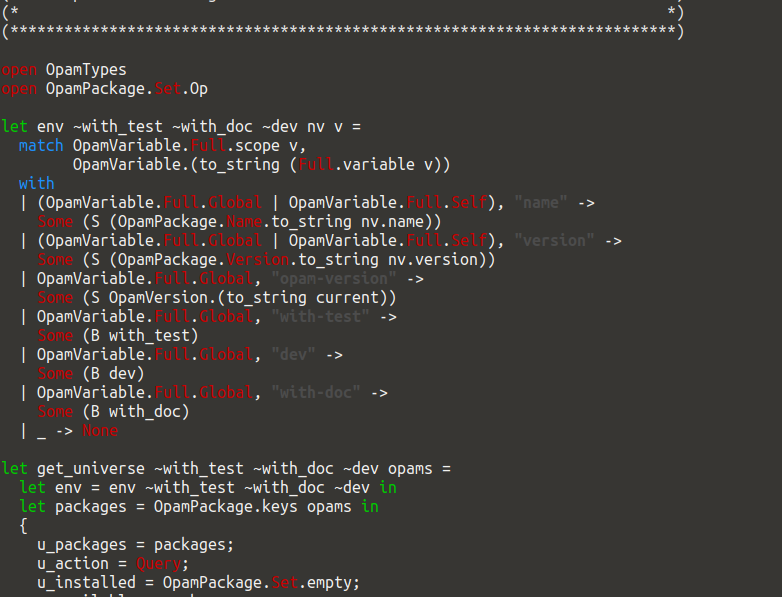 (*                                                                        *)
(**************************************************************************)

open OpamTypes
open OpamPackage.Set.Op

let env ~with_test ~with_doc ~dev nv v =
  match OpamVariable.Full.scope v,
        OpamVariable.(to_string (Full.variable v))
  with
  | (OpamVariable.Full.Global | OpamVariable.Full.Self), "name" ->
    Some (S (OpamPackage.Name.to_string nv.name))
  | (OpamVariable.Full.Global | OpamVariable.Full.Self), "version" ->
    Some (S (OpamPackage.Version.to_string nv.version))
  | OpamVariable.Full.Global, "opam-version" ->
    Some (S OpamVersion.(to_string current))
  | OpamVariable.Full.Global, "with-test" ->
    Some (B with_test)
  | OpamVariable.Full.Global, "dev" ->
    Some (B dev)
  | OpamVariable.Full.Global, "with-doc" ->
    Some (B with_doc)
  | _ -> None

let get_universe ~with_test ~with_doc ~dev opams =
  let env = env ~with_test ~with_doc ~dev in
  let packages = OpamPackage.keys opams in
  {
    u_packages = packages;
    u_action = Query;
    u_installed = OpamPackage.Set.empty;